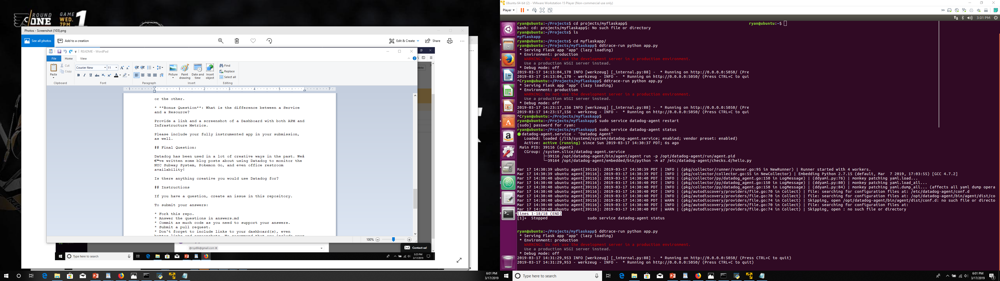 ROUND
ONE
GAME
WED.
7PM
1
Photos - Screenshot (103).png
See all photos
Add to a creation
Edit & Create
Share
README - WordPad
File
Home
View
Paste
Cut
Copy
Clipboard
Courier New
11
Font
Paragraph
Picture
Paint drawing
Date and time
Insert object
Insert
Find
Replace
Select all
Editing
or the other.
* **Bonus Question**: What is the difference between a Service
and a Resource?
Provide a link and a screenshot of a Dashboard with both APM and
Infrastructure Metrics.
Please include your fully instrumented app in your submission,
as well.
## Final Question:
Datadog has been used in a lot of creative ways in the past. Weâ
€™ve written some blog posts about using Datadog to monitor the
NYC Subway System, Pokemon Go, and even office restroom
availability!
Is there anything creative you would use Datadog for?
## Instructions
If you have a question, create an issue in this repository.
To submit your answers:
* Fork this repo.
* Answer the questions in answers.md
* Commit as much code as you need to support your answers.
* Submit a pull request.
* Don't forget to include links to your dashboard(s), even
better links and screenshots. We recommend that you include your
100%
@rsydlik@gmail.com
Contact us!
Type here to search
3:25 PM
3/17/2019
6:01 PM
3/17/2019
Ubuntu 64-bit (2) - VMware Workstation 15 Player (Non-commercial use only)
Player
3:01 PM
ryan@ubuntu:~/Projects$ cd projects/myflaskapp$
bash: cd: projects/myflaskapp$: No such file or directory
ryan@ubuntu:~/Projects$ ls
myflaskapp
ryan@ubuntu:~/Projects$ cd myflaskapp/
ryan@ubuntu:~/Projects/myflaskapp$ ddtrace-run python app.py
* Serving Flask app "app" (lazy loading)
* Environment: production
WARNING: Do not use the development server in a production environment.
Use a production WSGI server instead.
* Debug mode: off
2019-03-17 14:13:04,170 INFO [werkzeug] [_internal.py:88] - * Running on http://0.0.0.0:5050/ (Pre
2019-03-17 14:13:04,170 - werkzeug - INFO - * Running on http://0.0.0.0:5050/ (Press CTRL+C to qui
^Cryan@ubuntu:~/Projects/myflaskapp$ ddtrace-run python app.py
* Serving Flask app "app" (lazy loading)
* Environment: production
WARNING: Do not use the development server in a production environment.
Use a production WSGI server instead.
* Debug mode: off
2019-03-17 14:23:17,156 INFO [werkzeug] [_internal.py:88] - * Running on http://0.0.0.0:5050/ (Pre
2019-03-17 14:23:17,156 - werkzeug - INFO - * Running on http://0.0.0.0:5050/ (Press CTRL+C to qui
^Cryan@ubuntu:~/Projects/myflaskapp$
ryan@ubuntu:~/Projects/myflaskapp$ sudo service datadog-agent restart
[sudo] password for ryan:
ryan@ubuntu:~/Projects/myflaskapp$ sudo service datadog-agent status
datadog-agent.service - "Datadog Agent"
Loaded: loaded (/lib/systemd/system/datadog-agent.service; enabled; vendor preset: enabled)
Active: active (running) since Sun 2019-03-17 14:30:37 PDT; 6s ago
Main PID: 39116 (agent)
CGroup: /system.slice/datadog-agent.service
├─39116 /opt/datadog-agent/bin/agent/agent run -p /opt/datadog-agent/run/agent.pid
└─39164 /opt/datadog-agent/embedded/bin/python -m a7 /etc/datadog-agent/checks.d/hello.py
Mar 17 14:30:39 ubuntu agent[39116]: 2019-03-17 14:30:39 PDT | INFO | (pkg/collector/runner/runner.go:95 in NewRunner) | Runner started with 4 workers.
Mar 17 14:30:39 ubuntu agent[39116]: 2019-03-17 14:30:39 PDT | INFO | (pkg/collector/collector.go:55 in NewCollector) | Embedding Python 2.7.15 (default, Mar 7 2019, 17:03:55) [GCC 4.7.2]
Mar 17 14:30:40 ubuntu agent[39116]: 2019-03-17 14:30:40 PDT | INFO | (pkg/collector/py/datadog_agent.go:150 in LogMessage) | (ddyaml.py:76) | monkey patching yaml.load...
Mar 17 14:30:40 ubuntu agent[39116]: 2019-03-17 14:30:40 PDT | INFO | (pkg/collector/py/datadog_agent.go:150 in LogMessage) | (ddyaml.py:80) | monkey patching yaml.load_all...
Mar 17 14:30:40 ubuntu agent[39116]: 2019-03-17 14:30:40 PDT | INFO | (pkg/collector/py/datadog_agent.go:150 in LogMessage) | (ddyaml.py:84) | monkey patching yaml.dump_all... (affects all yaml dump opera
Mar 17 14:30:40 ubuntu agent[39116]: 2019-03-17 14:30:40 PDT | INFO | (pkg/autodiscovery/providers/file.go:70 in Collect) | file: searching for configuration files at: /etc/datadog-agent/conf.d
Mar 17 14:30:40 ubuntu agent[39116]: 2019-03-17 14:30:40 PDT | INFO | (pkg/autodiscovery/providers/file.go:70 in Collect) | file: searching for configuration files at: /opt/datadog-agent/bin/agent/dist/co
Mar 17 14:30:40 ubuntu agent[39116]: 2019-03-17 14:30:40 PDT | WARN | (pkg/autodiscovery/providers/file.go:74 in Collect) | Skipping, open /opt/datadog-agent/bin/agent/dist/conf.d: no such file or directo
Mar 17 14:30:40 ubuntu agent[39116]: 2019-03-17 14:30:40 PDT | INFO | (pkg/autodiscovery/providers/file.go:70 in Collect) | file: searching for configuration files at:
Mar 17 14:30:40 ubuntu agent[39116]: 2019-03-17 14:30:40 PDT | WARN | (pkg/autodiscovery/providers/file.go:74 in Collect) | Skipping, open : no such file or directory
lines 1-18/18 (END)
[1]+ Stopped sudo service datadog-agent status
ryan@ubuntu:~/Projects/myflaskapp$ ddtrace-run python app.py
* Serving Flask app "app" (lazy loading)
* Environment: production
WARNING: Do not use the development server in a production environment.
Use a production WSGI server instead.
* Debug mode: off
2019-03-17 14:31:29,953 INFO [werkzeug] [_internal.py:88] - * Running on http://0.0.0.0:5050/ (Press CTRL+C to quit)
2019-03-17 14:31:29,953 - werkzeug - INFO - * Running on http://0.0.0.0:5050/ (Press CTRL+C to quit)
ryan@ubuntu:~$
Type here to search
6:01 PM
3/17/2019